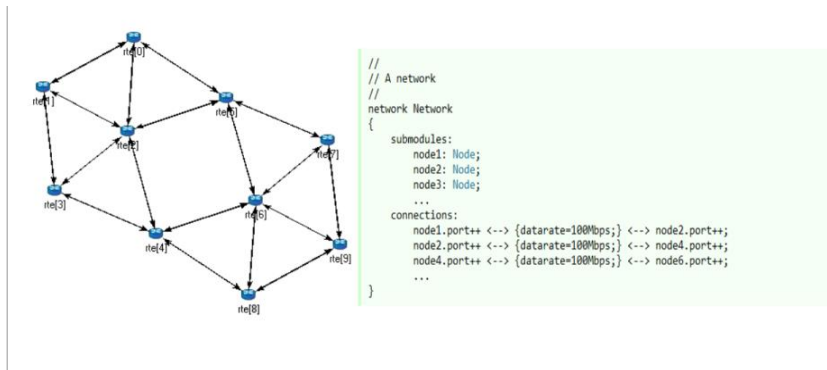 rte[0]
rte[1]
rte[2]
rte[5]
rte[7]
rte[3]
rte[6]
rte[4]
rte[9]
rte[8]
//
// A network
//
network Network
{
submodules:
node1: Node;
node2: Node;
node3: Node;
...
connections:
node1.port++ <--> {datarate=100Mbps;} <--> node2.port++;
node2.port++ <--> {datarate=100Mbps;} <--> node4.port++;
node4.port++ <--> {datarate=100Mbps;} <--> node6.port++;
...
}